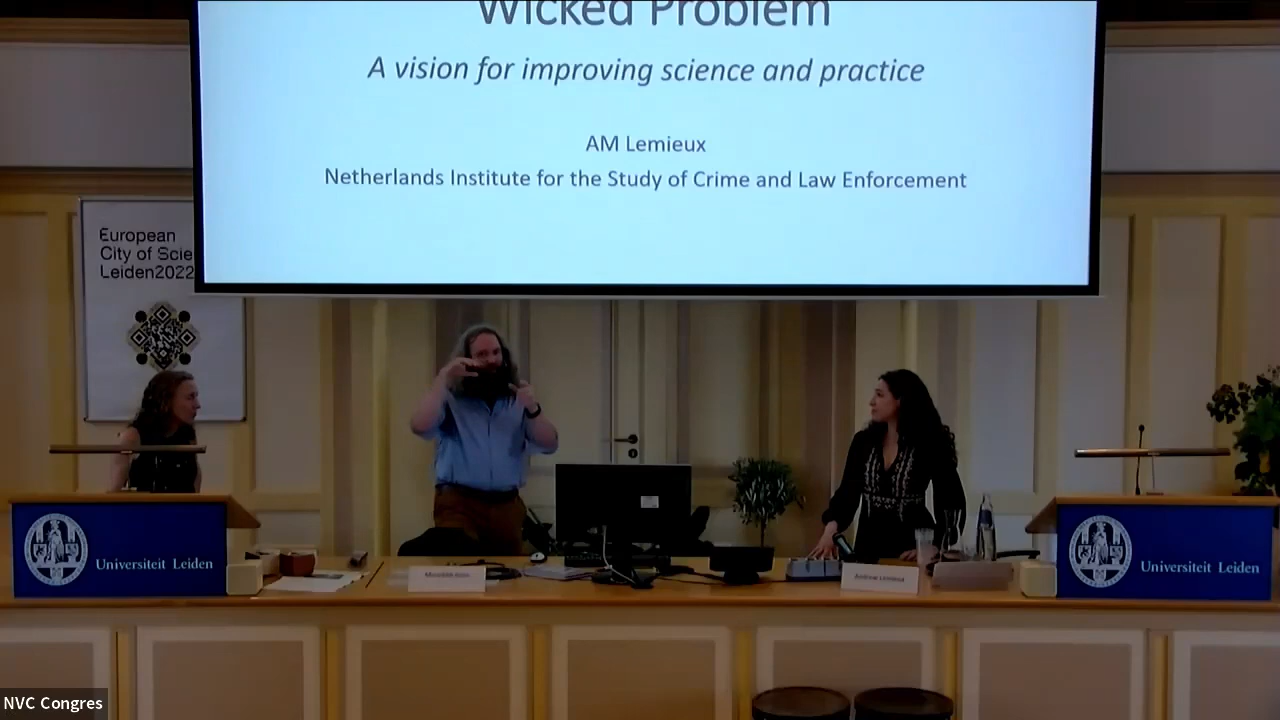 Wicked Problem
A vision for improving science and practice
AM Lemieux
Netherlands Institute for the Study of Crime and Law Enforcement
European
City of Scie
Leiden2022
Universiteit Leiden
Universiteit Leiden
NVC Congres